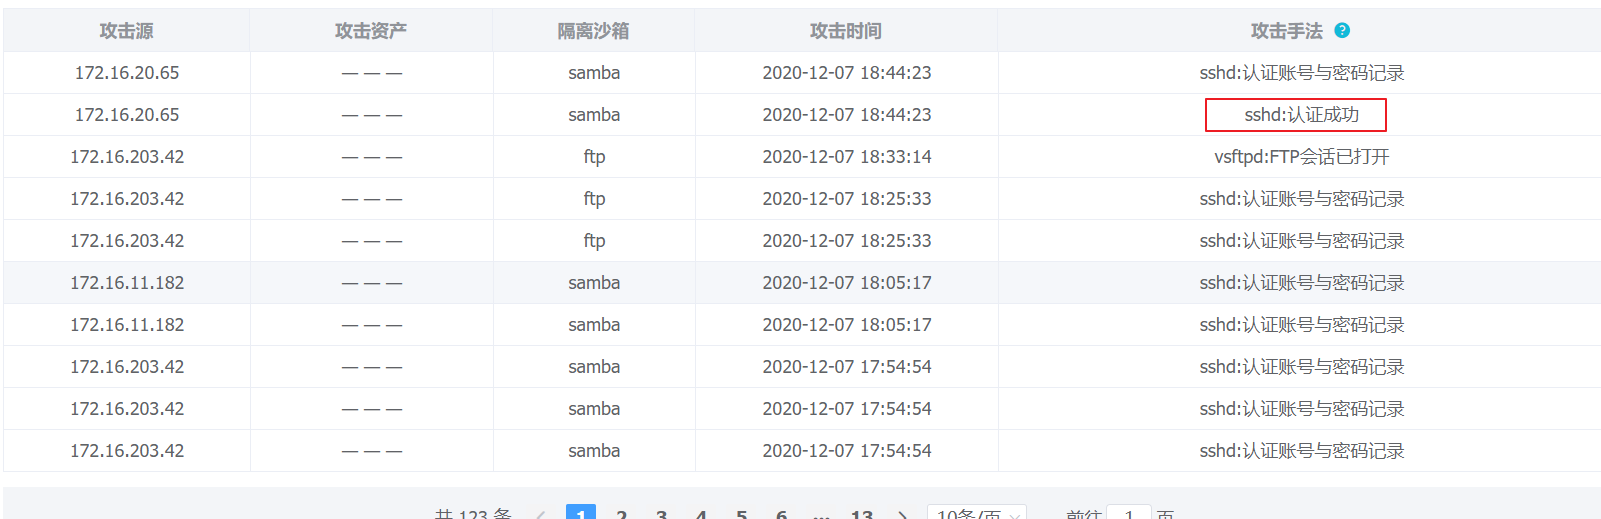 攻击源 攻击资产 隔离沙箱 攻击时间 攻击手法 ?
172.16.20.65 — — — samba 2020-12-07 18:44:23 sshd:认证账号与密码记录
172.16.20.65 — — — samba 2020-12-07 18:44:23 sshd:认证成功
172.16.203.42 — — — ftp 2020-12-07 18:33:14 vsftpd:FTP会话已打开
172.16.203.42 — — — ftp 2020-12-07 18:25:33 sshd:认证账号与密码记录
172.16.203.42 — — — ftp 2020-12-07 18:25:33 sshd:认证账号与密码记录
172.16.11.182 — — — samba 2020-12-07 18:05:17 sshd:认证账号与密码记录
172.16.11.182 — — — samba 2020-12-07 18:05:17 sshd:认证账号与密码记录
172.16.203.42 — — — samba 2020-12-07 17:54:54 sshd:认证账号与密码记录
172.16.203.42 — — — samba 2020-12-07 17:54:54 sshd:认证账号与密码记录
172.16.203.42 — — — samba 2020-12-07 17:54:54 sshd:认证账号与密码记录
共 123 条 < 1 2 3 4 5 6 ... 13 > 10条/页 前往 1 页